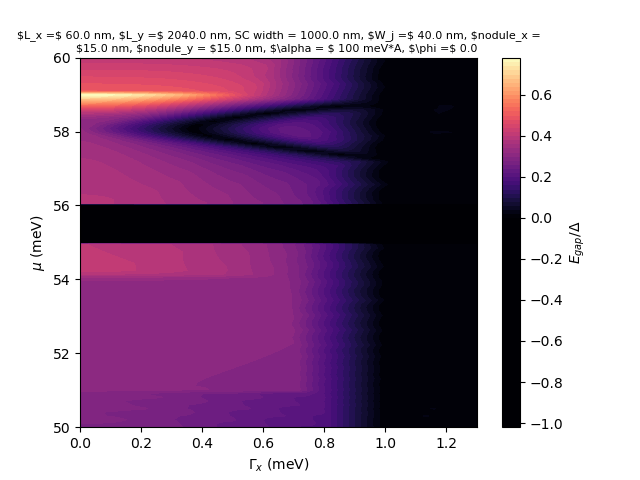 $L_x =$ 60.0 nm, $L_y =$ 2040.0 nm, SC width = 1000.0 nm, $W_j =$ 40.0 nm, $nodule_x =
$15.0 nm, $nodule_y = $15.0 nm, $\alpha = $ 100 meV*A, $\phi =$ 0.0
60
58
56
54
52
50
μ (meV)
0.0 0.2 0.4 0.6 0.8 1.0 1.2
Γ_x (meV)
0.6
0.4
0.2
0.0
−0.2
−0.4
−0.6
−0.8
−1.0
E_{gap}/Δ